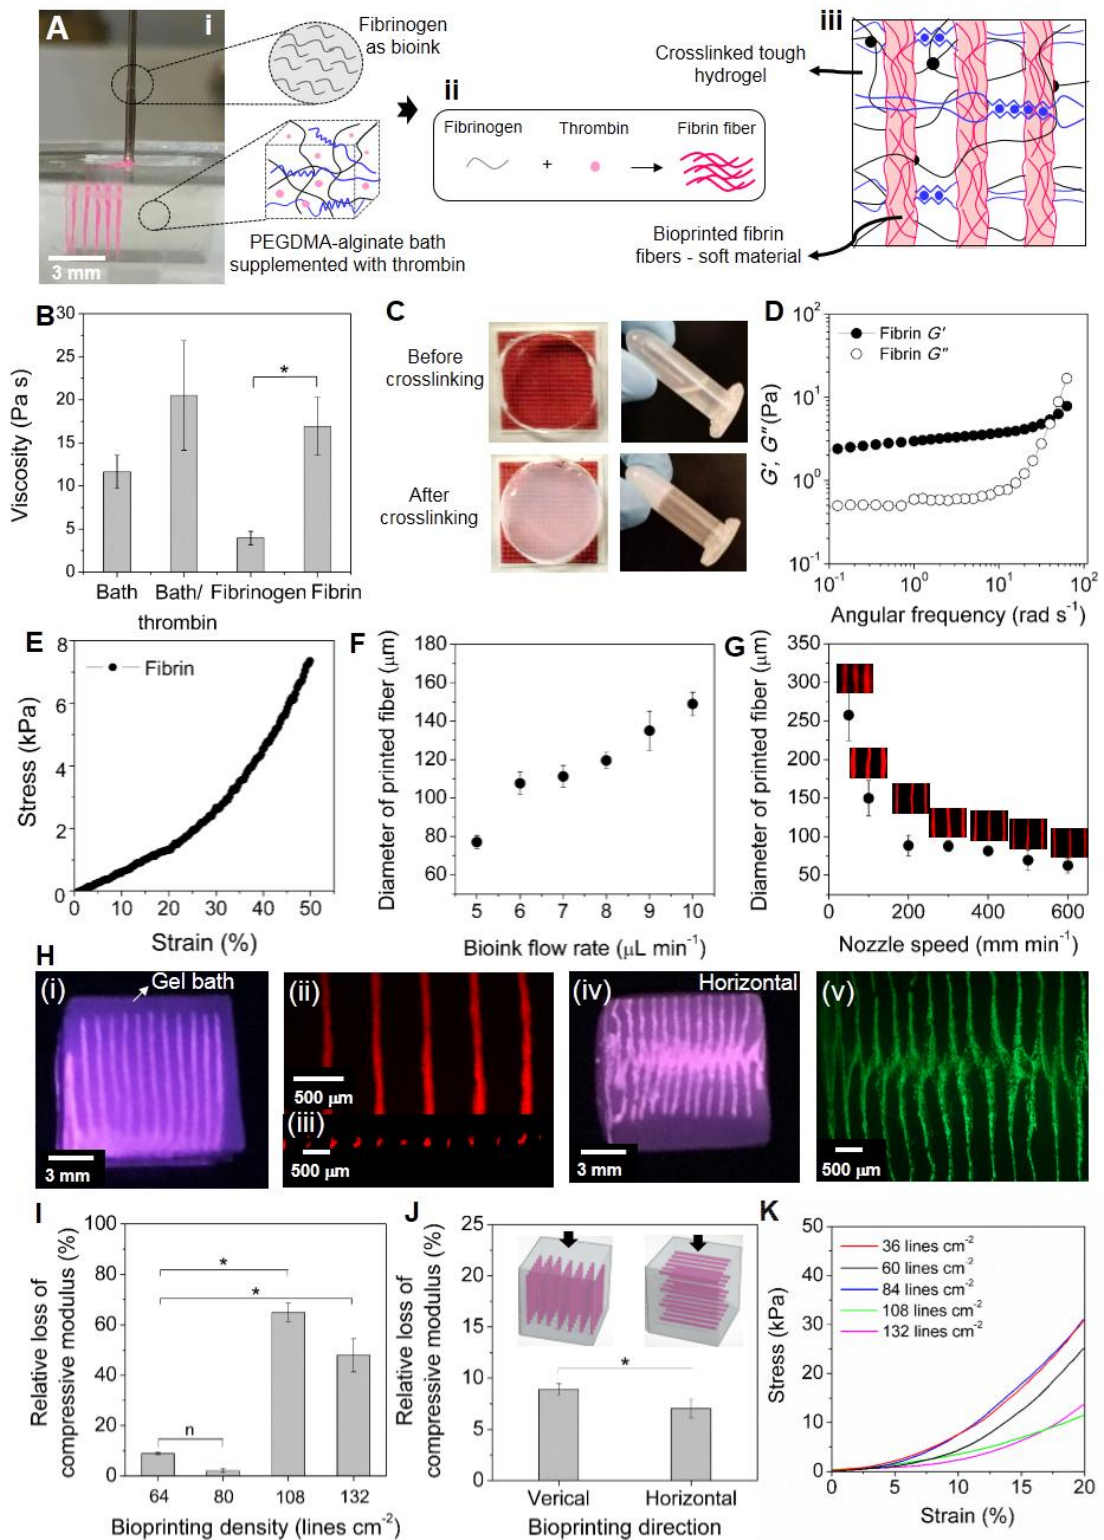 A
i
Fibrinogen
as bioink
PEGDMA-alginate bath
supplemented with thrombin
3 mm
ii
Fibrinogen
Thrombin
Fibrin fiber
+
iii
Crosslinked tough
hydrogel
Bioprinted fibrin
fibers - soft material
B
Viscosity (Pa s)
30
25
20
15
10
5
0
*
Bath
Bath/
thrombin
Fibrinogen
Fibrin
C
Before
crosslinking
After
crosslinking
D
G′, G″ (Pa)
10²
10¹
10⁰
10⁻¹
Fibrin G′
Fibrin G″
10⁻¹ 10⁰ 10¹ 10²
Angular frequency (rad s⁻¹)
E
Stress (kPa)
8
6
4
2
0
Fibrin
0 10 20 30 40 50
Strain (%)
F
Diameter of printed fiber (μm)
180
160
140
120
100
80
60
5 6 7 8 9 10
Bioink flow rate (μL min⁻¹)
G
Diameter of printed fiber (μm)
350
300
250
200
150
100
50
0 200 400 600
Nozzle speed (mm min⁻¹)
H
(i)
Gel bath
3 mm
(ii)
500 μm
(iii)
500 μm
(iv)
Horizontal
3 mm
(v)
500 μm
I
Relative loss of
compressive modulus (%)
100
80
60
40
20
0
*
*
n
64 80 108 132
Bioprinting density (lines cm⁻²)
J
Relative loss of
compressive modulus (%)
25
20
15
10
5
0
*
Verical Horizontal
Bioprinting direction
K
Stress (kPa)
50
40
30
20
10
0
36 lines cm⁻²
60 lines cm⁻²
84 lines cm⁻²
108 lines cm⁻²
132 lines cm⁻²
0 5 10 15 20
Strain (%)